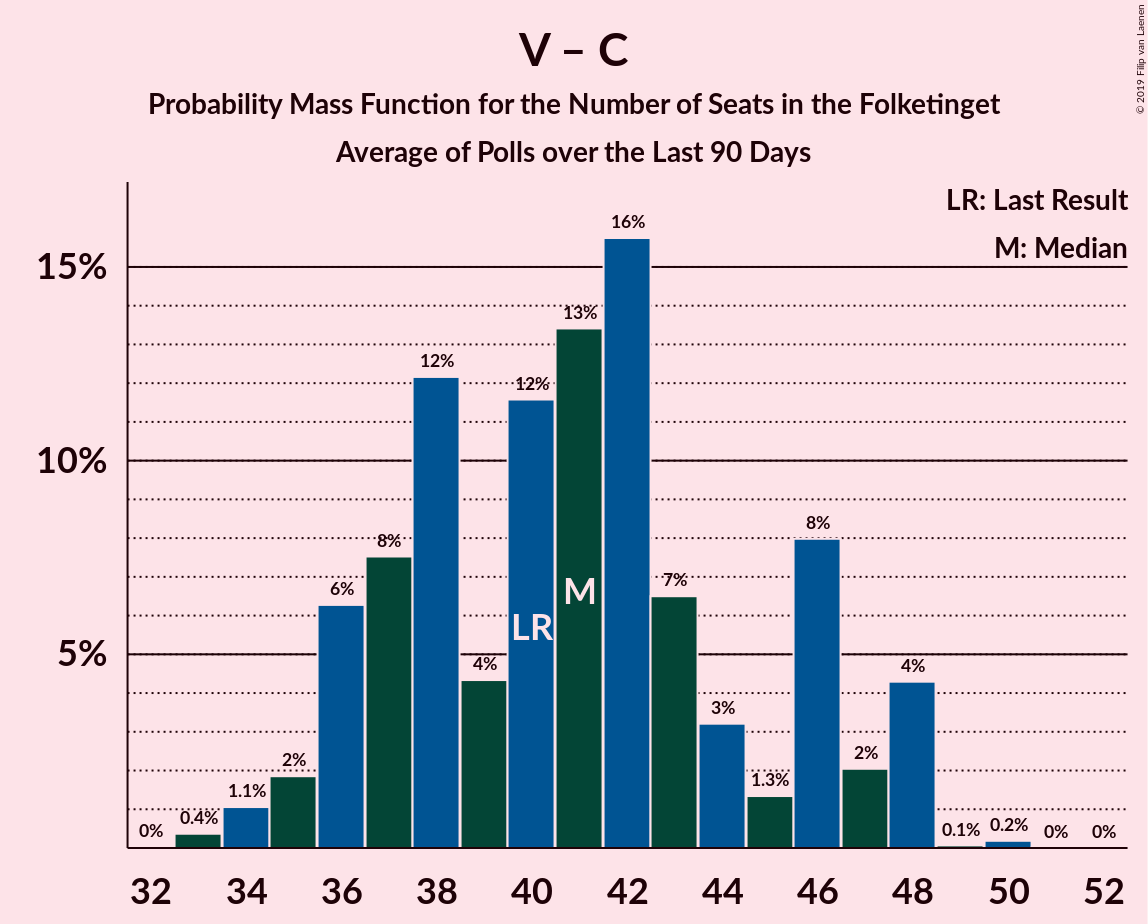 V – C
Probability Mass Function for the Number of Seats in the Folketinget
Average of Polls over the Last 90 Days
© 2019 Filip van Laenen
LR: Last Result
M: Median
15%
10%
5%
0%
0.4%
1.1%
2%
6%
8%
12%
4%
12%
13%
16%
7%
3%
1.3%
8%
2%
4%
0.1%
0.2%
0%
0%
LR
M
32 34 36 38 40 42 44 46 48 50 52